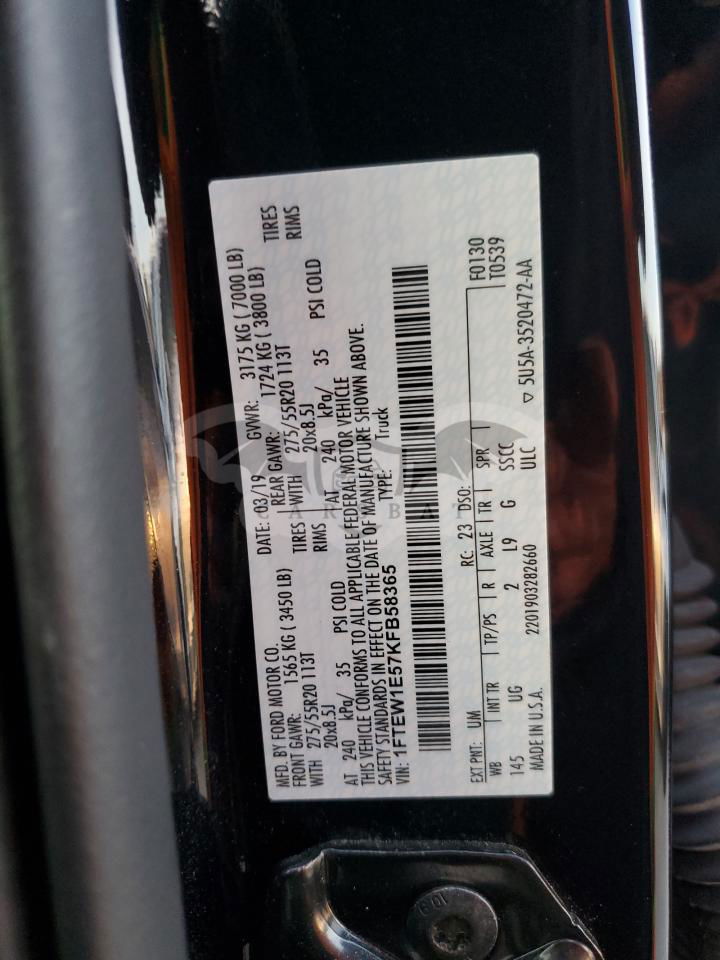 MFD. BY FORD MOTOR CO. DATE: 03/19 GVWR: 3175 KG ( 7000 LB)
FRONT GAWR: 1565 KG ( 3450 LB) REAR GAWR: 1724 KG ( 3800 LB)
WITH 275/55R20 113T TIRES WITH 275/55R20 113T TIRES
20x8.5J RIMS 20x8.5J RIMS
AT 240 kPa/ 35 PSI COLD AT 240 kPa/ 35 PSI COLD
THIS VEHICLE CONFORMS TO ALL APPLICABLE FEDERAL MOTOR VEHICLE
SAFETY STANDARDS IN EFFECT ON THE DATE OF MANUFACTURE SHOWN ABOVE.
VIN: 1FTEW1E57KFB58365 TYPE: Truck
F0130
EXT PNT: UM RC: 23 DSO: T0539
WB INT TR TP/PS R AXLE TR SPR
145 UG 2 L9 G SSCC
MADE IN U.S.A. 2201903282660 ULC ▽ 5U5A-3520472-AA
CAR BAT
10.9